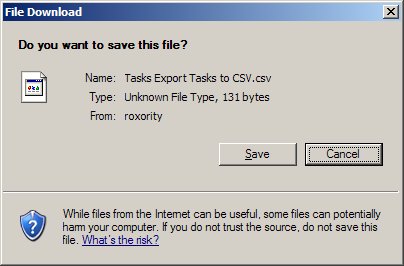 File Download
Do you want to save this file?
Name: Tasks Export Tasks to CSV.csv
Type: Unknown File Type, 131 bytes
From: roxority
Save Cancel
While files from the Internet can be useful, some files can potentially
harm your computer. If you do not trust the source, do not save this
file. What's the risk?